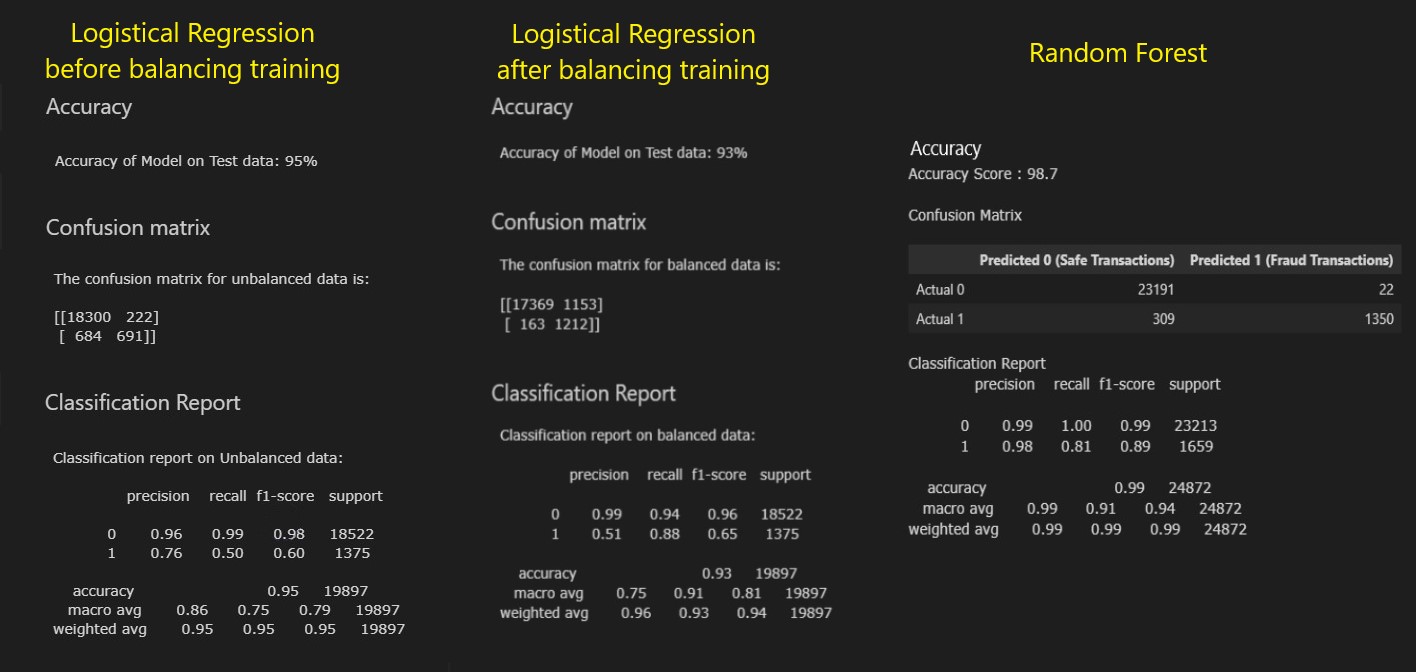 Logistical Regression
before balancing training
Accuracy
Accuracy of Model on Test data: 95%
Confusion matrix
The confusion matrix for unbalanced data is:
[[18300 222]
[ 684 691]]
Classification Report
Classification report on Unbalanced data:
precision recall f1-score support
0 0.96 0.99 0.98 18522
1 0.76 0.50 0.60 1375
accuracy 0.95 19897
macro avg 0.86 0.75 0.79 19897
weighted avg 0.95 0.95 0.95 19897
Logistical Regression
after balancing training
Accuracy
Accuracy of Model on Test data: 93%
Confusion matrix
The confusion matrix for balanced data is:
[[17369 1153]
[ 163 1212]]
Classification Report
Classification report on balanced data:
precision recall f1-score support
0 0.99 0.94 0.96 18522
1 0.51 0.88 0.65 1375
accuracy 0.93 19897
macro avg 0.75 0.91 0.81 19897
weighted avg 0.96 0.93 0.94 19897
Random Forest
Accuracy
Accuracy Score : 98.7
Confusion Matrix
Predicted 0 (Safe Transactions) Predicted 1 (Fraud Transactions)
Actual 0 23191 22
Actual 1 309 1350
Classification Report
precision recall f1-score support
0 0.99 1.00 0.99 23213
1 0.98 0.81 0.89 1659
accuracy 0.99 24872
macro avg 0.99 0.91 0.94 24872
weighted avg 0.99 0.99 0.99 24872